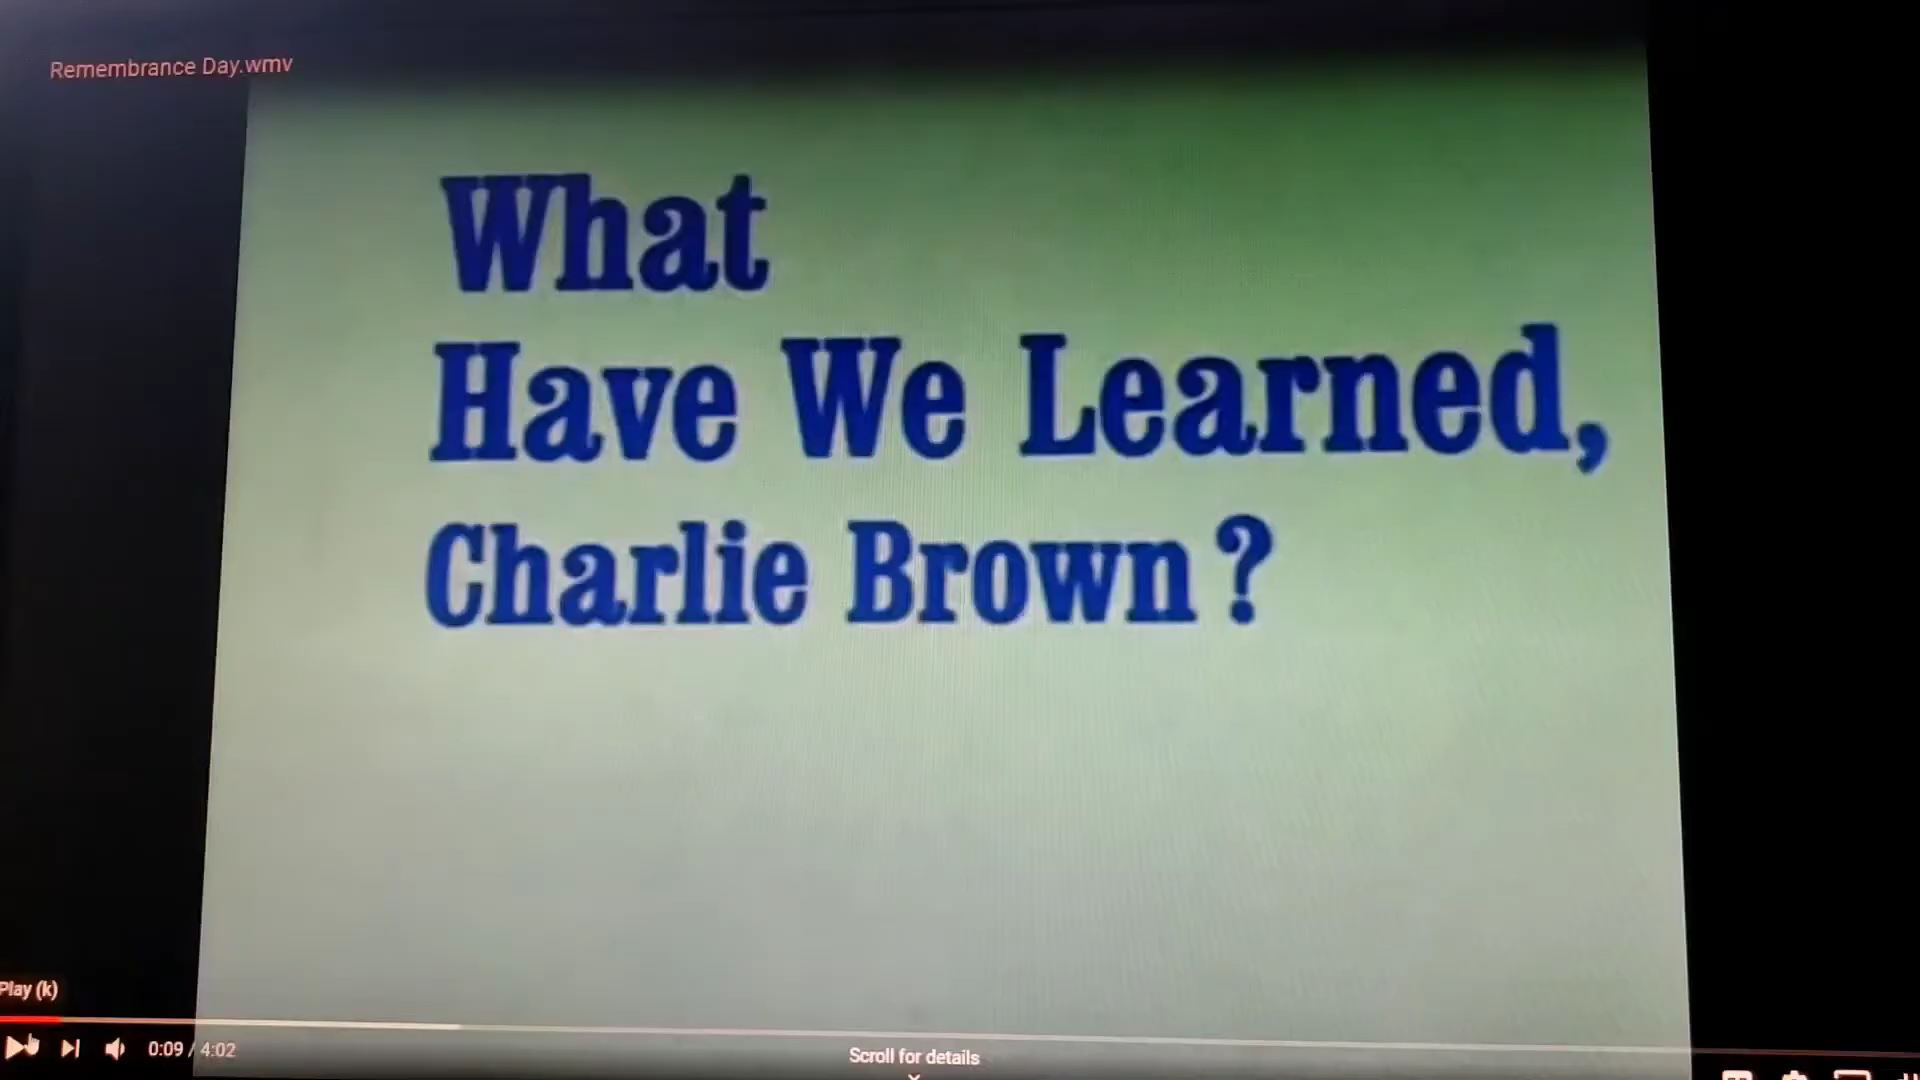 Remembrance Day.wmv
What
Have We Learned,
Charlie Brown?
Play (k)
0:09 / 4:02
Scroll for details